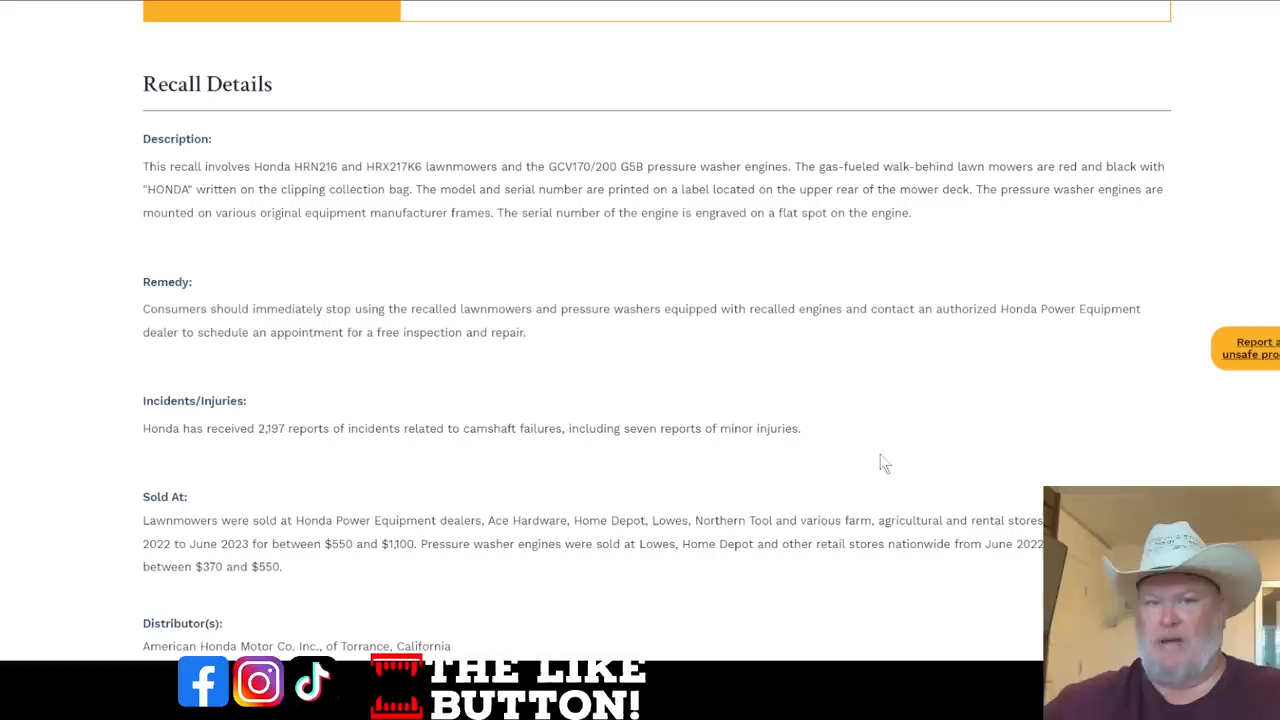 Recall Details
Description:
This recall involves Honda HRN216 and HRX217K6 lawnmowers and the GCV170/200 G5B pressure washer engines. The gas-fueled walk-behind lawn mowers are red and black with
"HONDA" written on the clipping collection bag. The model and serial number are printed on a label located on the upper rear of the mower deck. The pressure washer engines are
mounted on various original equipment manufacturer frames. The serial number of the engine is engraved on a flat spot on the engine.
Remedy:
Consumers should immediately stop using the recalled lawnmowers and pressure washers equipped with recalled engines and contact an authorized Honda Power Equipment
dealer to schedule an appointment for a free inspection and repair.
Report a
unsafe pro
Incidents/Injuries:
Honda has received 2,197 reports of incidents related to camshaft failures, including seven reports of minor injuries.
Sold At:
Lawnmowers were sold at Honda Power Equipment dealers, Ace Hardware, Home Depot, Lowes, Northern Tool and various farm, agricultural and rental stores
2022 to June 2023 for between $550 and $1,100. Pressure washer engines were sold at Lowes, Home Depot and other retail stores nationwide from June 2022
between $370 and $550.
Distributor(s):
American Honda Motor Co. Inc., of Torrance, California
THE LIKE
BUTTON!